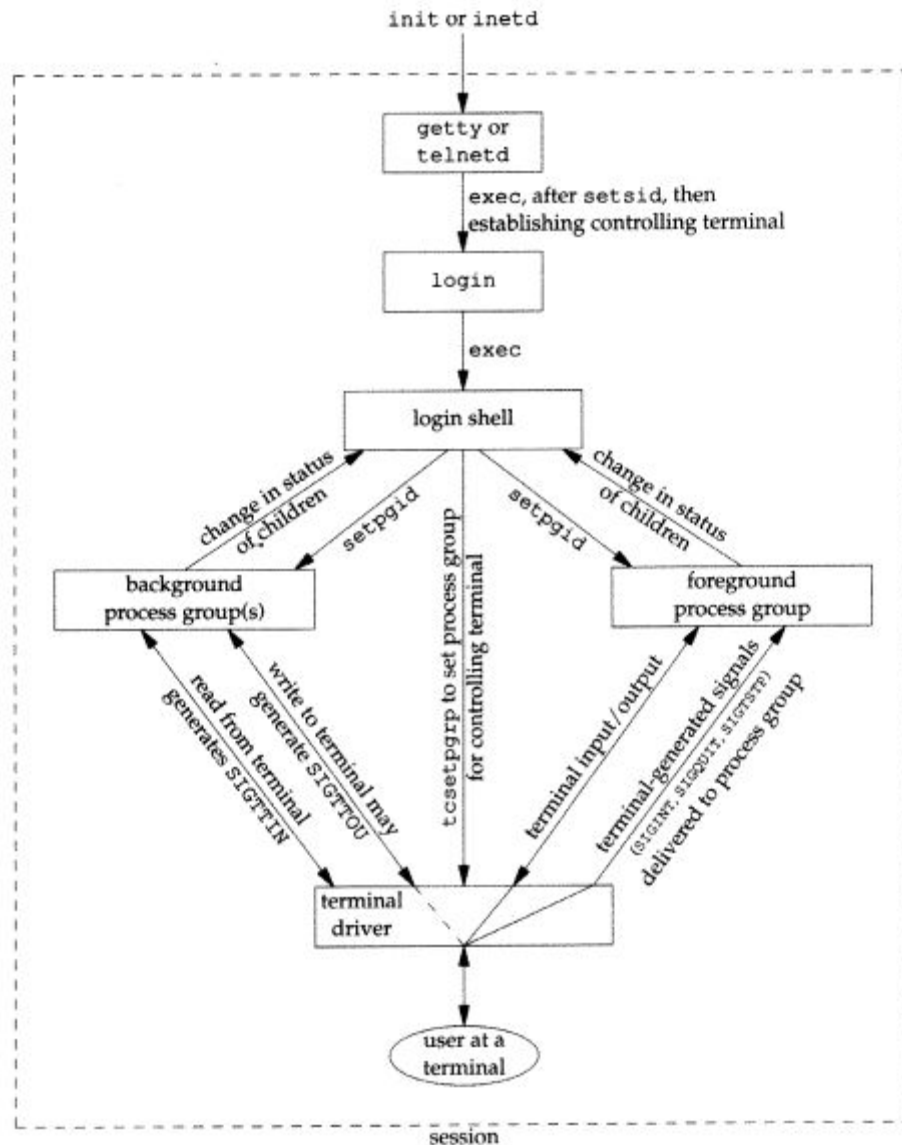 init or inetd
getty or
telnetd
exec, after setsid, then
establishing controlling terminal
login
exec
login shell
change in status
of children
setpgid
setpgid
change in status
of children
background
process group(s)
foreground
process group
read from terminal
generates SIGTTIN
write to terminal may
generate SIGTTOU
tcsetpgrp to set process group
for controlling terminal
terminal input/output
terminal-generated signals
(SIGINT, SIGQUIT, SIGTSTP)
delivered to process group
terminal
driver
user at a
terminal
session